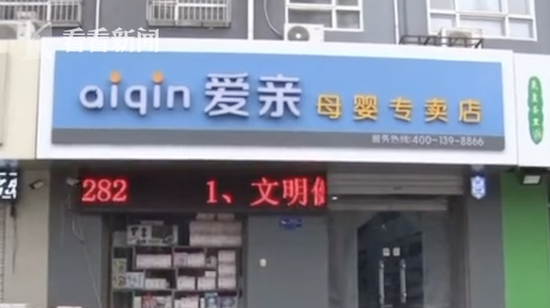 看看新闻
aiqin 爱亲 母婴专卖店
服务热线:400-139-8866
282 1、文明